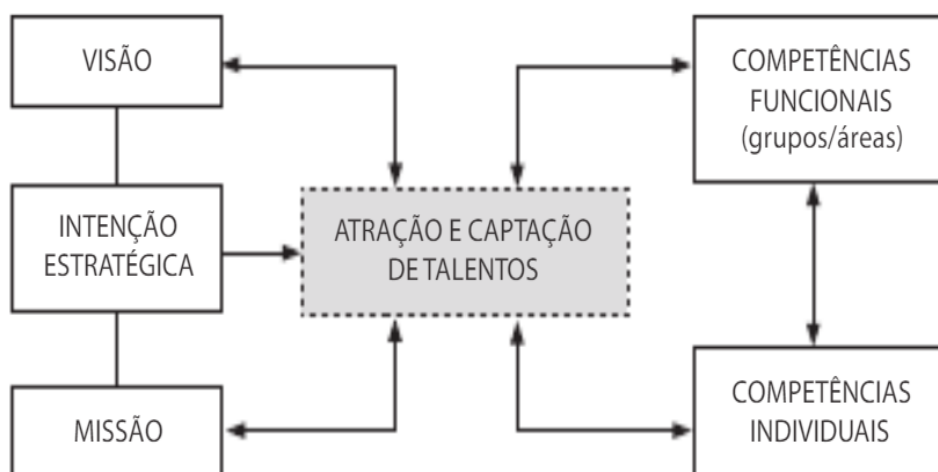 VISÃO
INTENÇÃO
ESTRATÉGICA
MISSÃO
ATRAÇÃO E CAPTAÇÃO
DE TALENTOS
COMPETÊNCIAS
FUNCIONAIS
(grupos/áreas)
COMPETÊNCIAS
INDIVIDUAIS